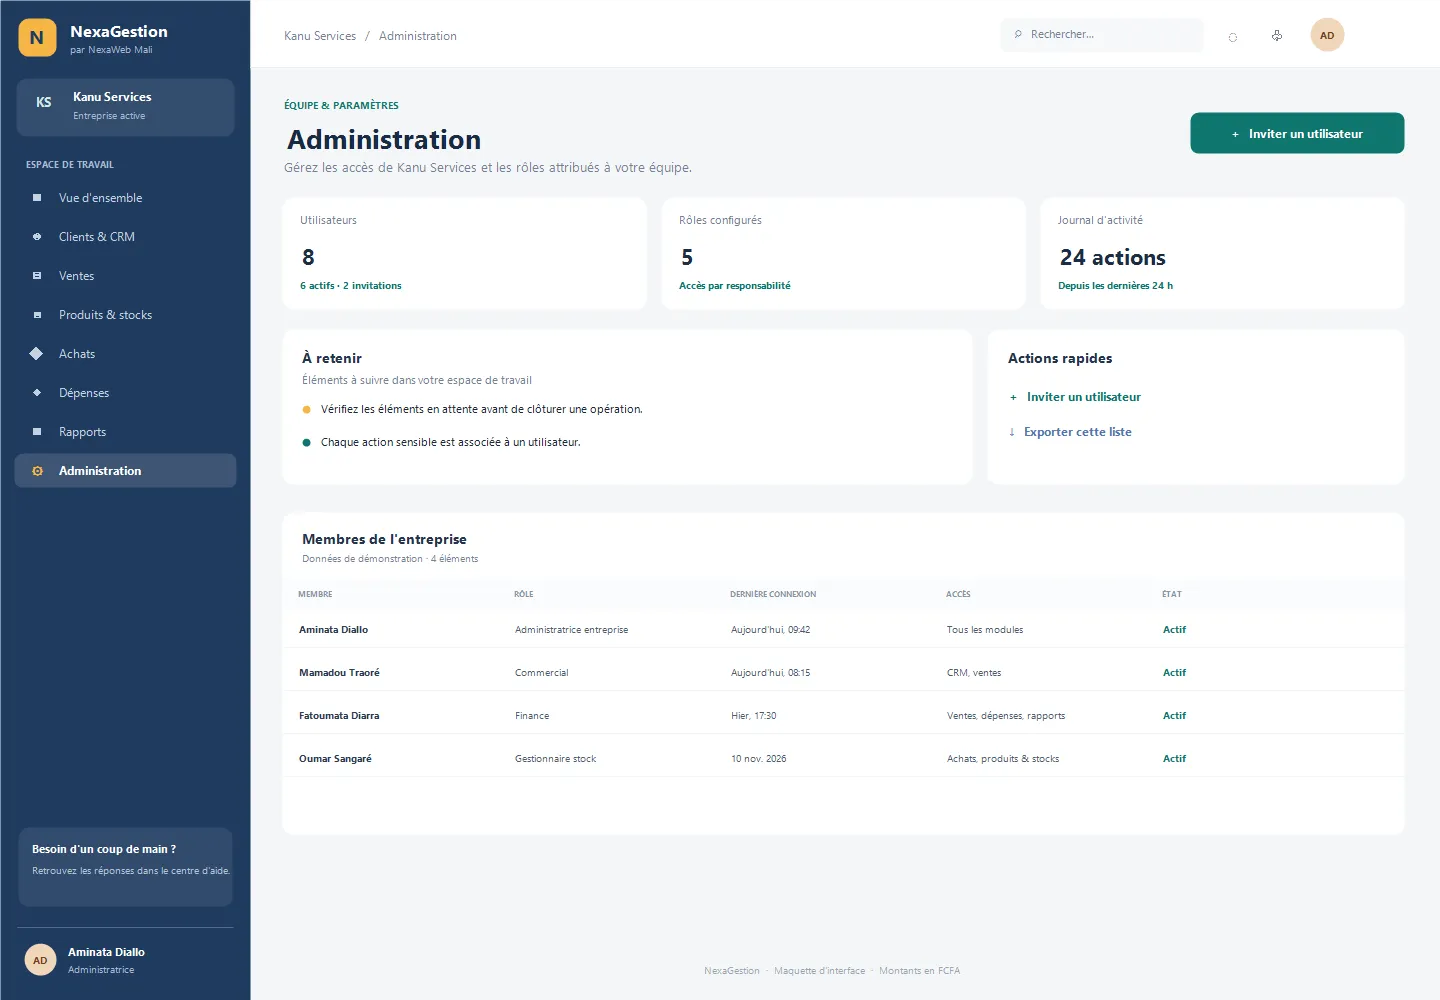 N
NexaGestion
par NexaWeb Mali
KS
Kanu Services
Entreprise active
ESPACE DE TRAVAIL
Vue d'ensemble
Clients & CRM
Ventes
Produits & stocks
Achats
Dépenses
Rapports
Administration
Besoin d'un coup de main ?
Retrouvez les réponses dans le centre d'aide.
AD
Aminata Diallo
Administratrice
Kanu Services / Administration
Rechercher...
AD
ÉQUIPE & PARAMÈTRES
Administration
Gérez les accès de Kanu Services et les rôles attribués à votre équipe.
+ Inviter un utilisateur
Utilisateurs
8
6 actifs · 2 invitations
Rôles configurés
5
Accès par responsabilité
Journal d'activité
24 actions
Depuis les dernières 24 h
À retenir
Éléments à suivre dans votre espace de travail
Vérifiez les éléments en attente avant de clôturer une opération.
Chaque action sensible est associée à un utilisateur.
Actions rapides
+ Inviter un utilisateur
↓ Exporter cette liste
Membres de l'entreprise
Données de démonstration · 4 éléments
MEMBRE RÔLE DERNIÈRE CONNEXION ACCÈS ÉTAT
Aminata Diallo Administratrice entreprise Aujourd'hui, 09:42 Tous les modules Actif
Mamadou Traoré Commercial Aujourd'hui, 08:15 CRM, ventes Actif
Fatoumata Diarra Finance Hier, 17:30 Ventes, dépenses, rapports Actif
Oumar Sangaré Gestionnaire stock 10 nov. 2026 Achats, produits & stocks Actif
NexaGestion · Maquette d'interface · Montants en FCFA